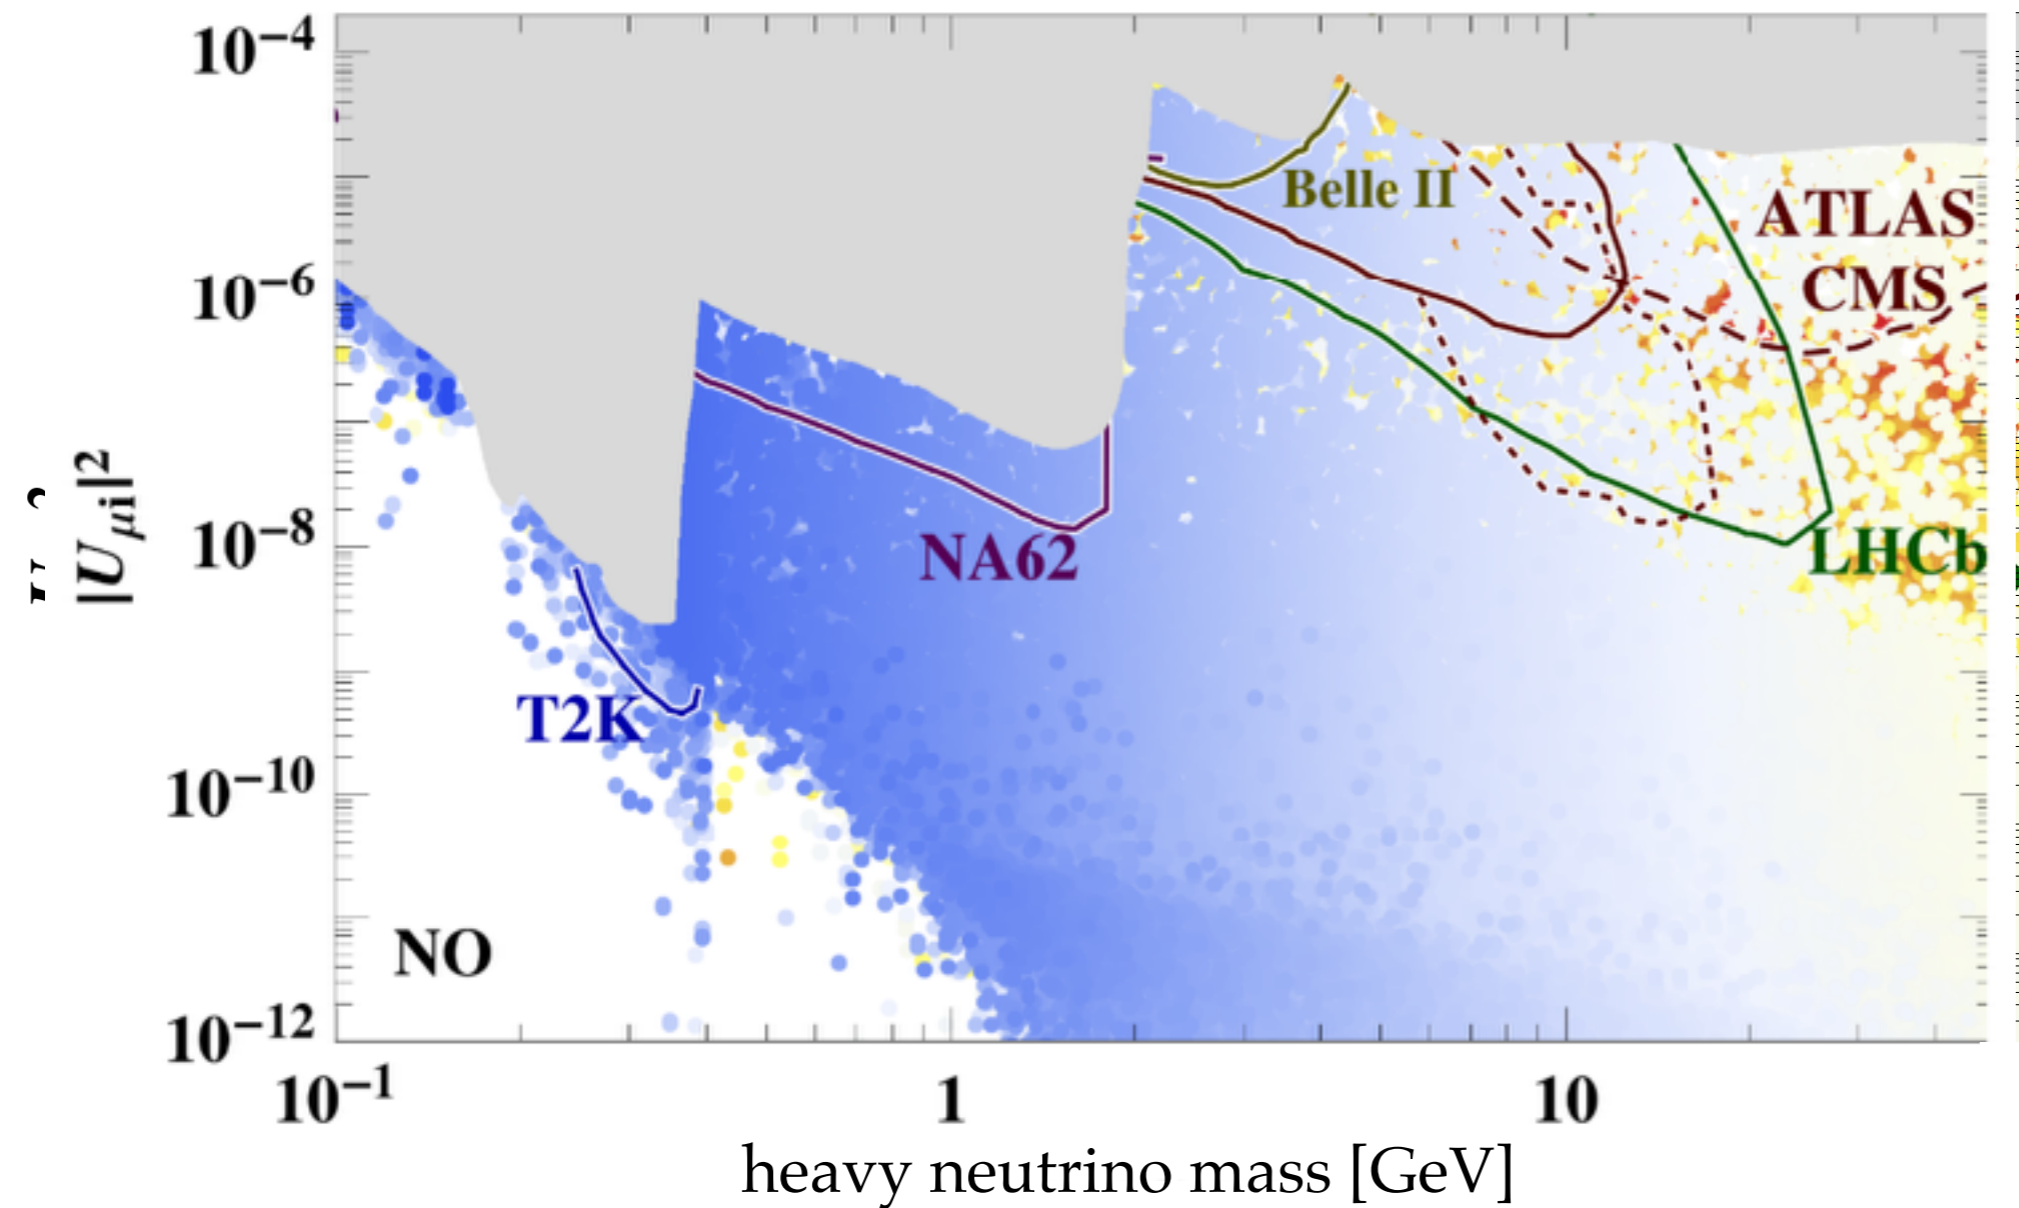 10⁻⁴
10⁻⁶
10⁻⁸
10⁻¹⁰
10⁻¹²
|U_μi|²
Belle II
ATLAS
CMS
LHCb
NA62
T2K
NO
10⁻¹ 1 10
heavy neutrino mass [GeV]